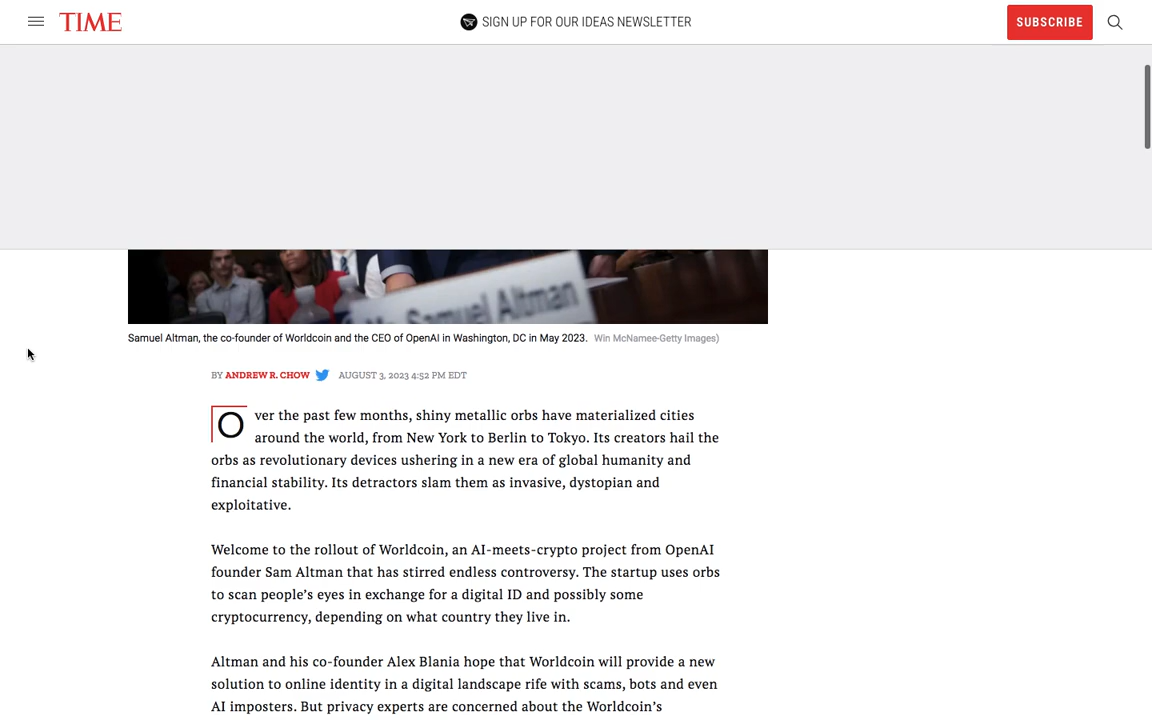 TIME
SIGN UP FOR OUR IDEAS NEWSLETTER
SUBSCRIBE
Samuel Altman
Samuel Altman, the co-founder of Worldcoin and the CEO of OpenAI in Washington, DC in May 2023. Win McNamee-Getty Images)
BY ANDREW R. CHOW AUGUST 3, 2023 4:52 PM EDT
Over the past few months, shiny metallic orbs have materialized cities
around the world, from New York to Berlin to Tokyo. Its creators hail the
orbs as revolutionary devices ushering in a new era of global humanity and
financial stability. Its detractors slam them as invasive, dystopian and
exploitative.
Welcome to the rollout of Worldcoin, an AI-meets-crypto project from OpenAI
founder Sam Altman that has stirred endless controversy. The startup uses orbs
to scan people’s eyes in exchange for a digital ID and possibly some
cryptocurrency, depending on what country they live in.
Altman and his co-founder Alex Blania hope that Worldcoin will provide a new
solution to online identity in a digital landscape rife with scams, bots and even
AI imposters. But privacy experts are concerned about the Worldcoin’s